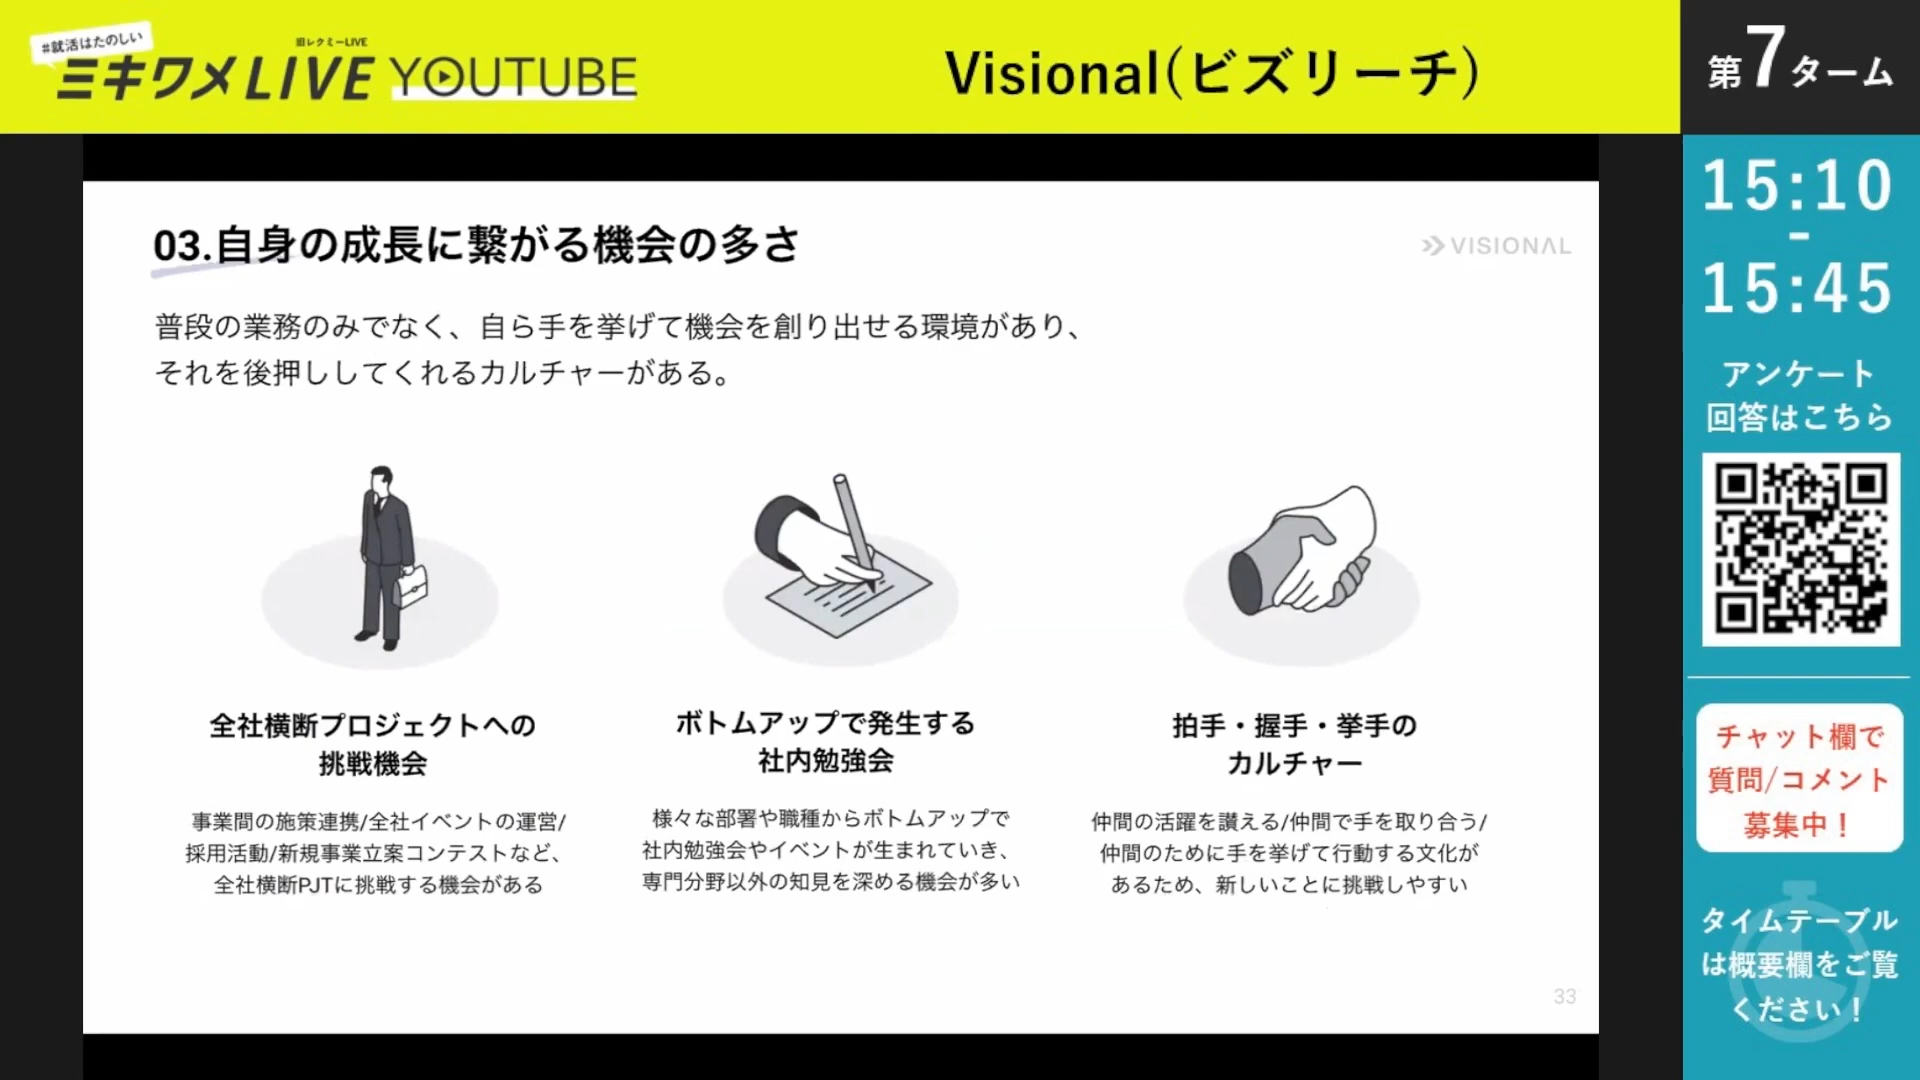 #就活はたのしい
旧レクミーLIVE
ミキワメLIVE YOUTUBE
Visional(ビズリーチ)
第7ターム
15:10
-
15:45
アンケート
回答はこちら
チャット欄で
質問/コメント
募集中！
タイムテーブル
は概要欄をご覧
ください！
03.自身の成長に繋がる機会の多さ
VISIONAL
普段の業務のみでなく、自ら手を挙げて機会を創り出せる環境があり、
それを後押ししてくれるカルチャーがある。
全社横断プロジェクトへの
挑戦機会
事業間の施策連携/全社イベントの運営/
採用活動/新規事業立案コンテストなど、
全社横断PJTに挑戦する機会がある
ボトムアップで発生する
社内勉強会
様々な部署や職種からボトムアップで
社内勉強会やイベントが生まれていき、
専門分野以外の知見を深める機会が多い
拍手・握手・挙手の
カルチャー
仲間の活躍を讃える/仲間で手を取り合う/
仲間のために手を挙げて行動する文化が
あるため、新しいことに挑戦しやすい
33